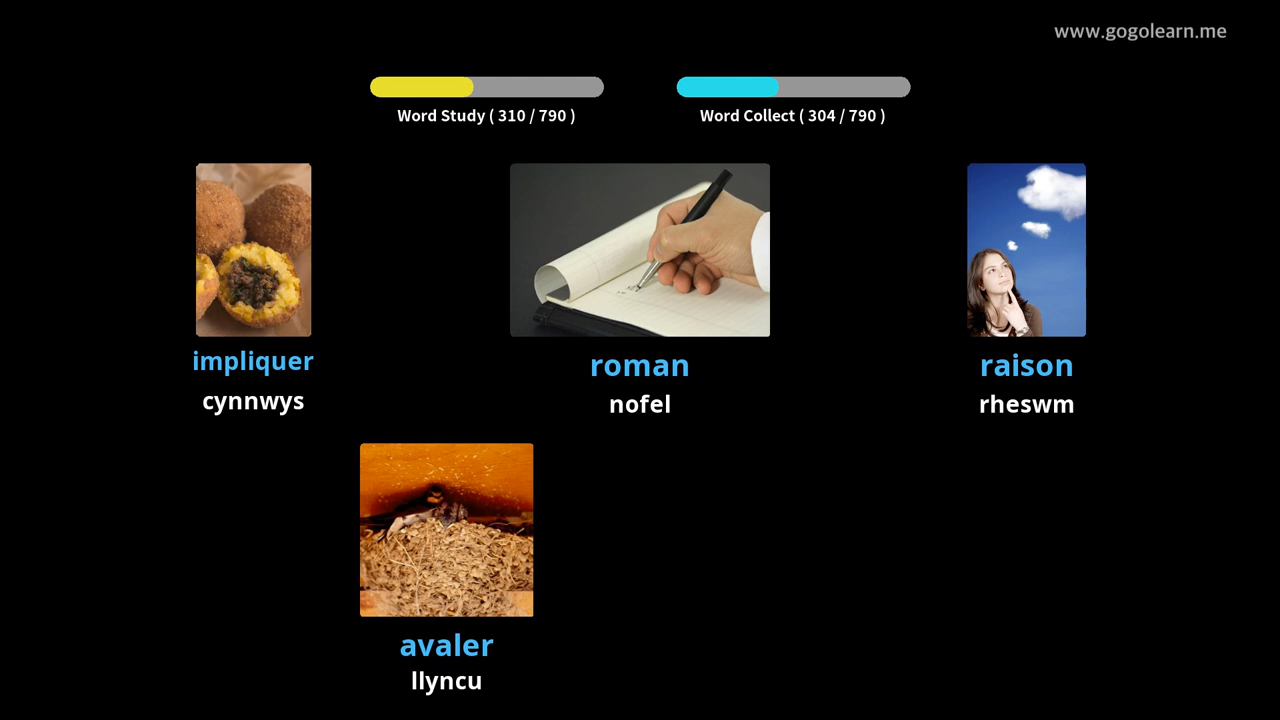 www.gogolearn.me
Word Study ( 310 / 790 )
Word Collect ( 304 / 790 )
impliquer
cynnwys
roman
nofel
raison
rheswm
avaler
llyncu